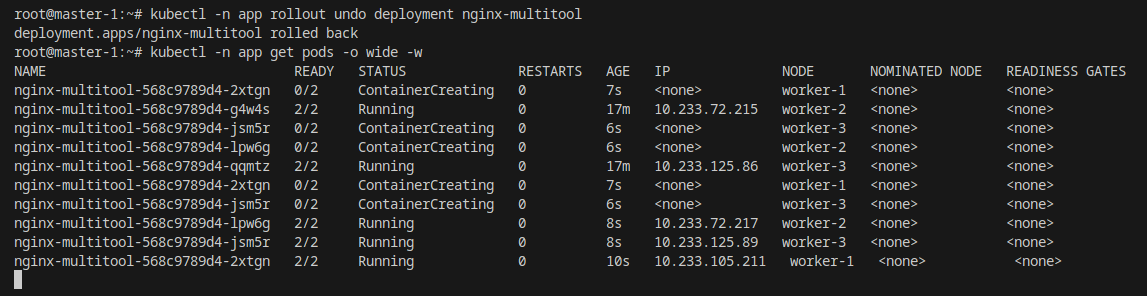 root@master-1:~# kubectl -n app rollout undo deployment nginx-multitool
deployment.apps/nginx-multitool rolled back
root@master-1:~# kubectl -n app get pods -o wide -w
NAME                               READY   STATUS              RESTARTS   AGE   IP              NODE       NOMINATED NODE   READINESS GATES
nginx-multitool-568c9789d4-2xtgn   0/2     ContainerCreating   0          7s    <none>          worker-1   <none>           <none>
nginx-multitool-568c9789d4-g4w4s   2/2     Running             0          17m   10.233.72.215   worker-2   <none>           <none>
nginx-multitool-568c9789d4-jsm5r   0/2     ContainerCreating   0          6s    <none>          worker-3   <none>           <none>
nginx-multitool-568c9789d4-lpw6g   0/2     ContainerCreating   0          6s    <none>          worker-2   <none>           <none>
nginx-multitool-568c9789d4-qqmtz   2/2     Running             0          17m   10.233.125.86   worker-3   <none>           <none>
nginx-multitool-568c9789d4-2xtgn   0/2     ContainerCreating   0          7s    <none>          worker-1   <none>           <none>
nginx-multitool-568c9789d4-jsm5r   0/2     ContainerCreating   0          6s    <none>          worker-3   <none>           <none>
nginx-multitool-568c9789d4-lpw6g   2/2     Running             0          8s    10.233.72.217   worker-2   <none>           <none>
nginx-multitool-568c9789d4-jsm5r   2/2     Running             0          8s    10.233.125.89   worker-3   <none>           <none>
nginx-multitool-568c9789d4-2xtgn   2/2     Running             0          10s   10.233.105.211   worker-1   <none>           <none>